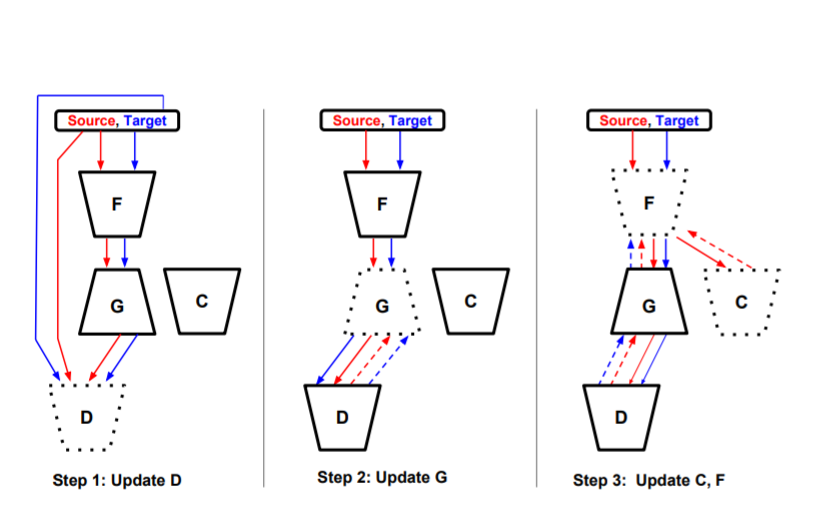 Source, Target
F
G
C
D
Step 1: Update D
Source, Target
F
G
C
D
Step 2: Update G
Source, Target
F
G
C
D
Step 3: Update C, F